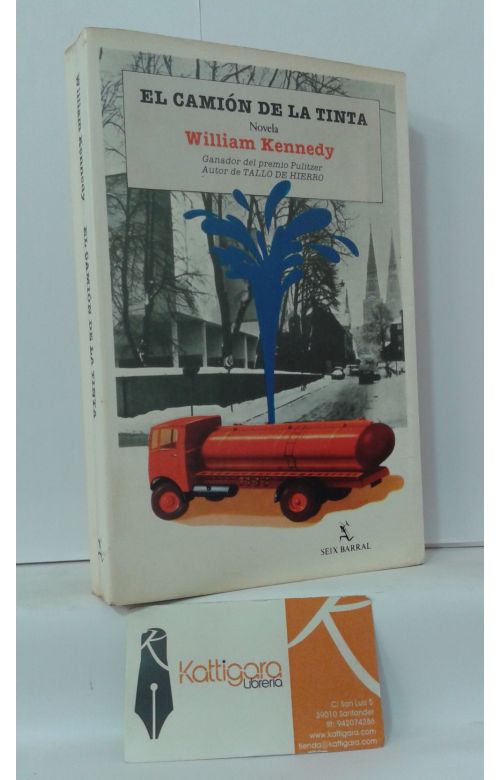 EL CAMIÓN DE LA TINTA
Novela
William Kennedy
Ganador del premio Pulitzer
Autor de TALLO DE HIERRO
William Kennedy EL CAMIÓN DE LA TINTA
SEIX BARRAL
Kattigara
Librería
C/ San Luis 5
39010 Santander
tlf: 942074286
www.kattigara.com
tienda@kattigara.com